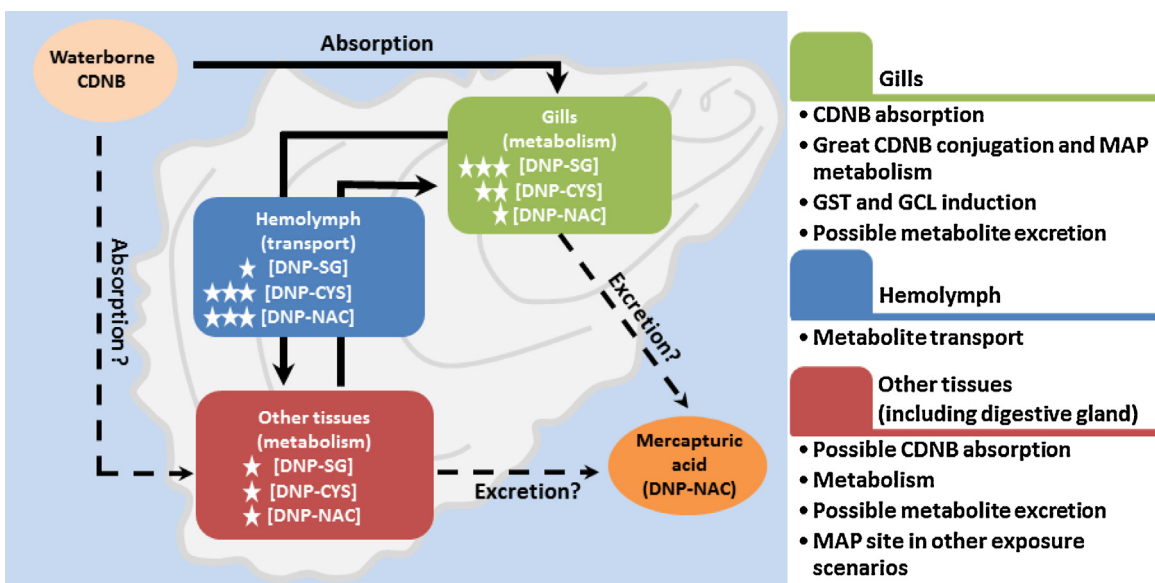 Waterborne
CDNB
Absorption
Gills
(metabolism)
★★★ [DNP-SG]
★★ [DNP-CYS]
★ [DNP-NAC]
Hemolymph
(transport)
★ [DNP-SG]
★★★ [DNP-CYS]
★★★ [DNP-NAC]
Absorption?
Excretion?
Other tissues
(metabolism)
★ [DNP-SG]
★ [DNP-CYS]
★ [DNP-NAC]
Excretion?
Mercapturic
acid
(DNP-NAC)
Gills
• CDNB absorption
• Great CDNB conjugation and MAP
metabolism
• GST and GCL induction
• Possible metabolite excretion
Hemolymph
• Metabolite transport
Other tissues
(including digestive gland)
• Possible CDNB absorption
• Metabolism
• Possible metabolite excretion
• MAP site in other exposure
scenarios